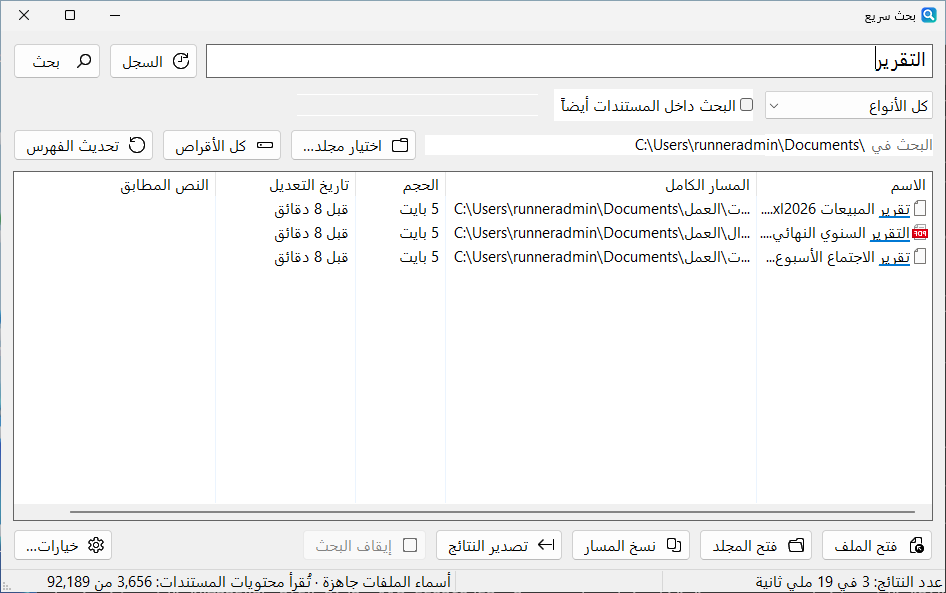 بحث سريع
التقرير
السجل
بحث
كل الأنواع
البحث داخل المستندات أيضاً
البحث في C:\Users\runneradmin\Documents\
اختيار مجلد...
كل الأقراص
تحديث الفهرس
الاسم المسار الكامل الحجم تاريخ التعديل النص المطابق
تقرير المبيعات 2026xl... C:\Users\runneradmin\Documents\ت\العمل... 5 بايت قبل 8 دقائق
التقرير السنوي النهائي.... C:\Users\runneradmin\Documents\ال\العمل... 5 بايت قبل 8 دقائق
تقرير الاجتماع الأسبوع... C:\Users\runneradmin\Documents\ت\العمل... 5 بايت قبل 8 دقائق
فتح الملف
فتح المجلد
نسخ المسار
تصدير النتائج
إيقاف البحث
خيارات...
عدد النتائج: 3 في 19 ملي ثانية
أسماء الملفات جاهزة · تُقرأ محتويات المستندات: 3,656 من 92,189